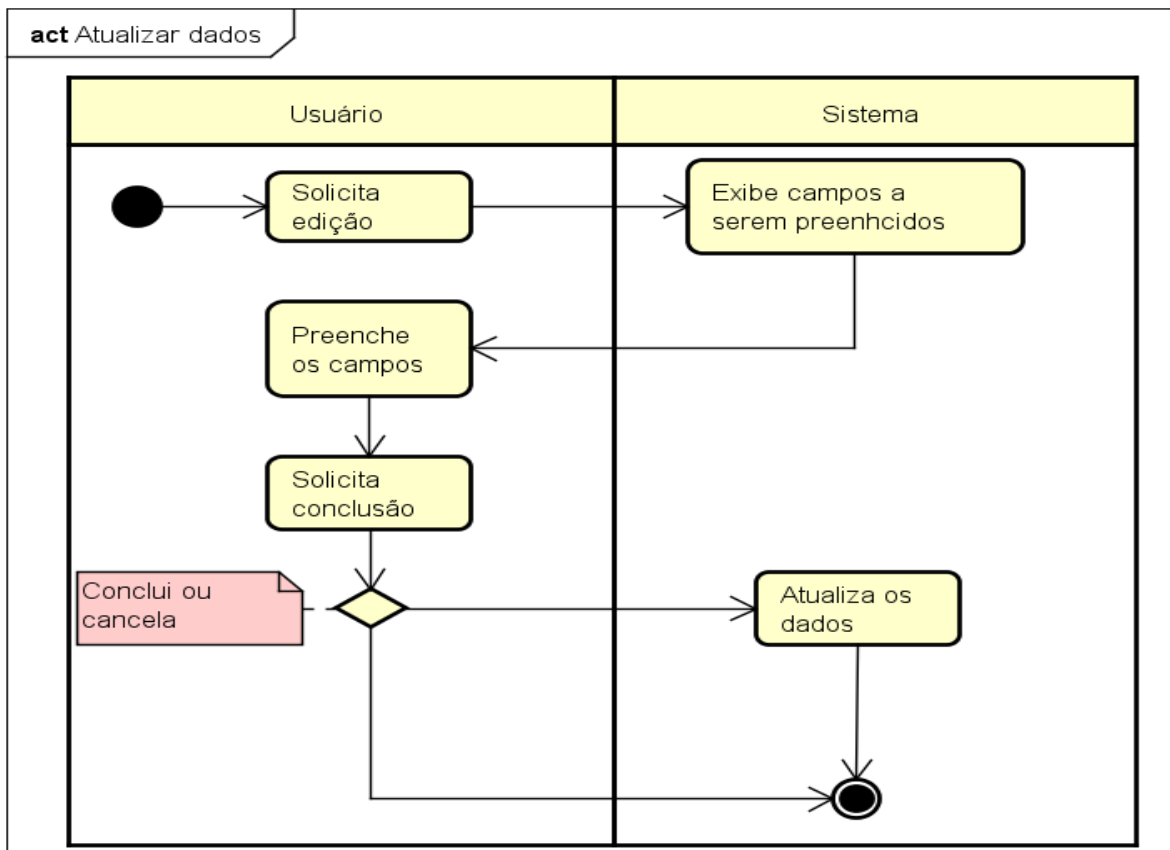 act Atualizar dados
Usuário
Sistema
Solicita
edição
Exibe campos a
serem preenhcidos
Preenche
os campos
Solicita
conclusão
Conclui ou
cancela
Atualiza os
dados